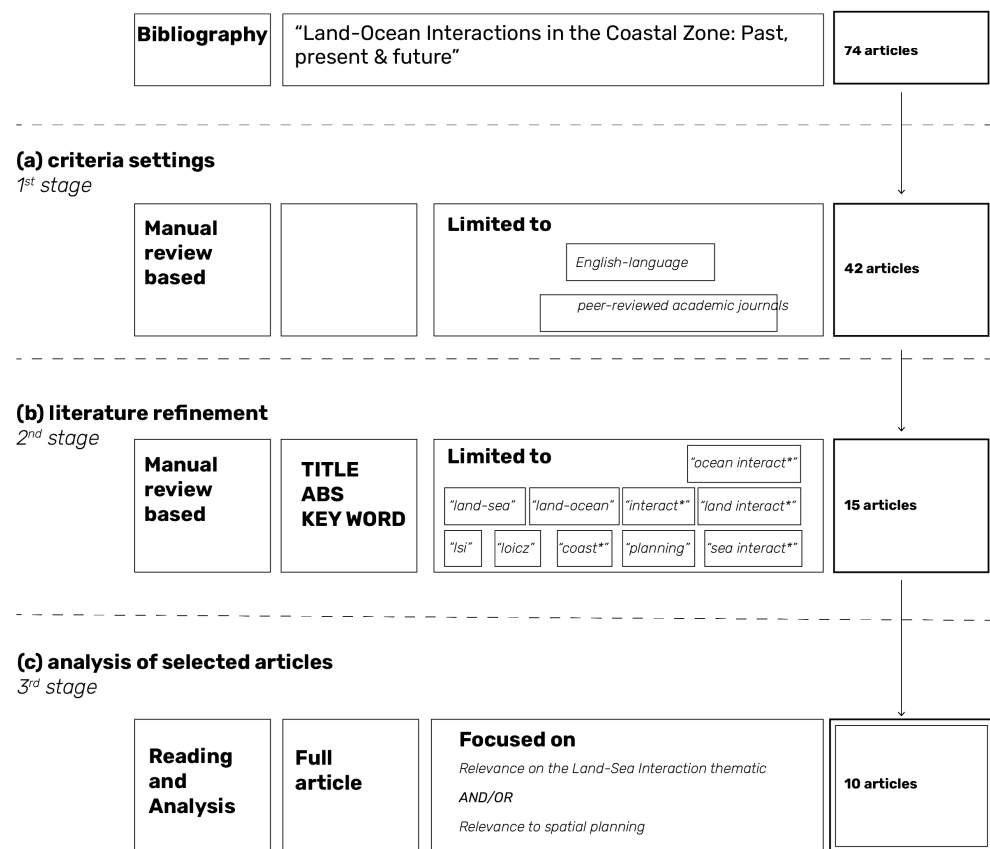 Bibliography
“Land-Ocean Interactions in the Coastal Zone: Past,
present & future”
74 articles
(a) criteria settings
1st stage
Manual
review
based
Limited to
English-language
peer-reviewed academic journals
42 articles
(b) literature refinement
2nd stage
Manual
review
based
TITLE
ABS
KEY WORD
Limited to
“ocean interact*”
“land-sea” “land-ocean” “interact*” “land interact*”
“lsi” “loicz” “coast*” “planning” “sea interact*”
15 articles
(c) analysis of selected articles
3rd stage
Reading
and
Analysis
Full
article
Focused on
Relevance on the Land-Sea Interaction thematic
AND/OR
Relevance to spatial planning
10 articles